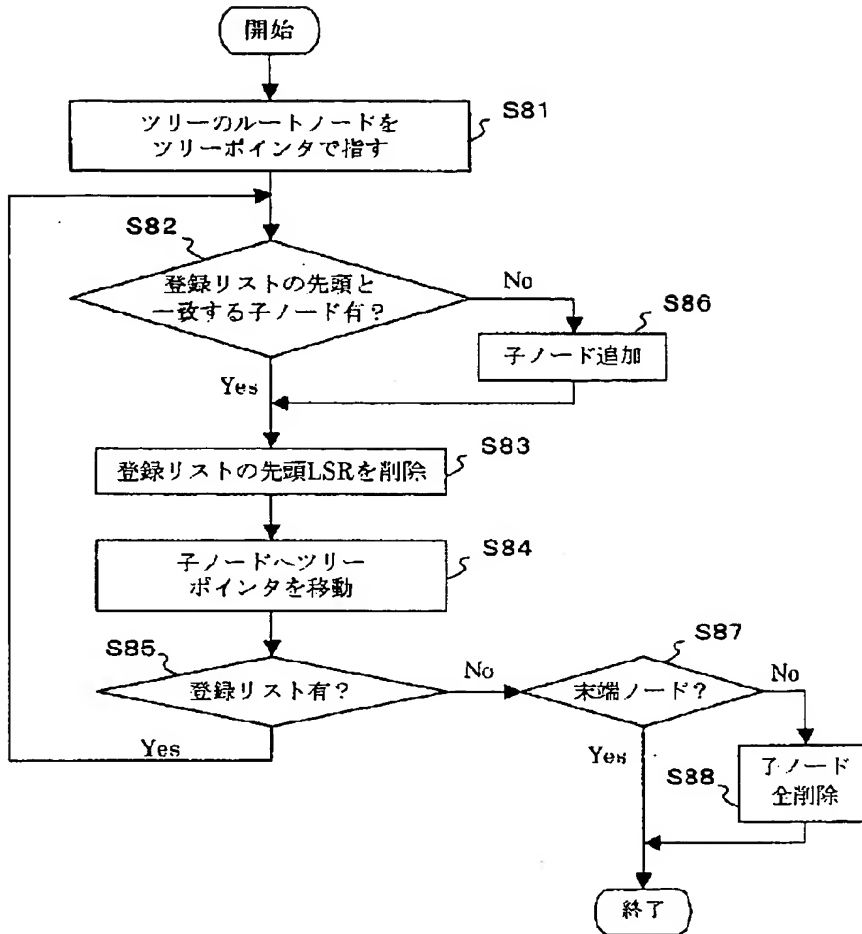 開始
S81
ツリーのルートノードを
ツリーポインタで指す
S82
登録リストの先頭と
一致する子ノード有?
No
S86
子ノード追加
Yes
S83
登録リストの先頭LSRを削除
S84
子ノードへツリー
ポインタを移動
S85
登録リスト有?
No
S87
末端ノード?
No
Yes
Yes
S88
子ノード
全削除
終了